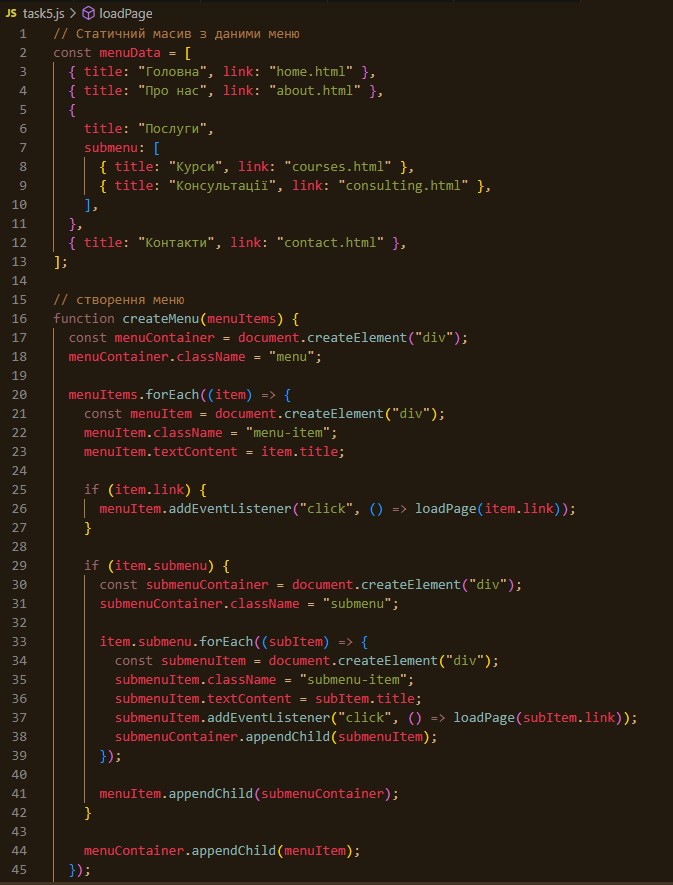 JS task5.js > loadPage
1 // Статичний масив з даними меню
2 const menuData = [
3 { title: "Головна", link: "home.html" },
4 { title: "Про нас", link: "about.html" },
5 {
6 title: "Послуги",
7 submenu: [
8 { title: "Курси", link: "courses.html" },
9 { title: "Консультації", link: "consulting.html" },
10 ],
11 },
12 { title: "Контакти", link: "contact.html" },
13 ];
14
15 // створення меню
16 function createMenu(menuItems) {
17 const menuContainer = document.createElement("div");
18 menuContainer.className = "menu";
19
20 menuItems.forEach((item) => {
21 const menuItem = document.createElement("div");
22 menuItem.className = "menu-item";
23 menuItem.textContent = item.title;
24
25 if (item.link) {
26 menuItem.addEventListener("click", () => loadPage(item.link));
27 }
28
29 if (item.submenu) {
30 const submenuContainer = document.createElement("div");
31 submenuContainer.className = "submenu";
32
33 item.submenu.forEach((subItem) => {
34 const submenuItem = document.createElement("div");
35 submenuItem.className = "submenu-item";
36 submenuItem.textContent = subItem.title;
37 submenuItem.addEventListener("click", () => loadPage(subItem.link));
38 submenuContainer.appendChild(submenuItem);
39 });
40
41 menuItem.appendChild(submenuContainer);
42 }
43
44 menuContainer.appendChild(menuItem);
45 });